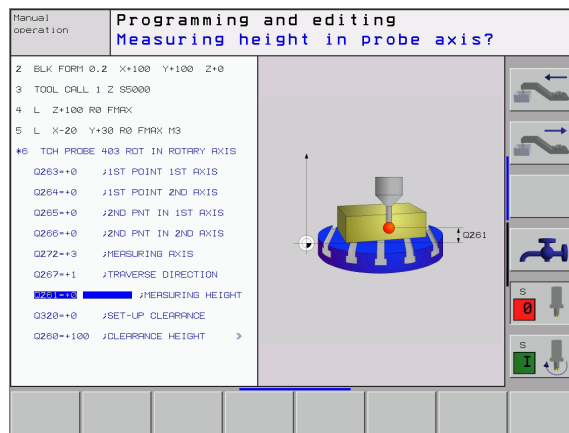 Manual
operation
Programming and editing
Measuring height in probe axis?
2 BLK FORM 0.2 X+100 Y+100 Z+0
3 TOOL CALL 1 Z S5000
4 L Z+100 R0 FMAX
5 L X-20 Y+30 R0 FMAX M3
*6 TCH PROBE 403 ROT IN ROTARY AXIS
Q263=+0 ;1ST POINT 1ST AXIS
Q264=+0 ;1ST POINT 2ND AXIS
Q265=+0 ;2ND PNT IN 1ST AXIS
Q266=+0 ;2ND PNT IN 2ND AXIS
Q272=+3 ;MEASURING AXIS
Q267=+1 ;TRAVERSE DIRECTION
Q261=+0 ;MEASURING HEIGHT
Q320=+0 ;SET-UP CLEARANCE
Q260=+100 ;CLEARANCE HEIGHT »
Q261
S
0
S
I